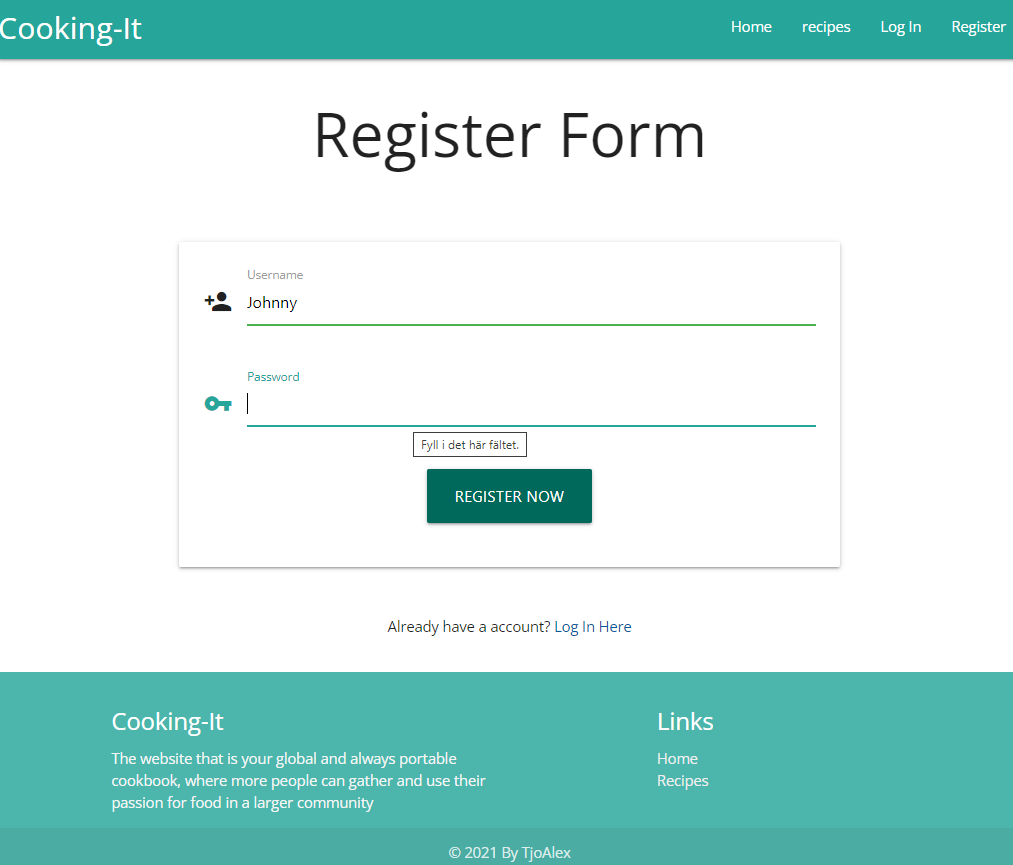 Cooking-It
Home
recipes
Log In
Register
Register Form
Username
Johnny
Password
Fyll i det här fältet.
REGISTER NOW
Already have a account? Log In Here
Cooking-It
The website that is your global and always portable
cookbook, where more people can gather and use their
passion for food in a larger community
Links
Home
Recipes
© 2021 By TjoAlex